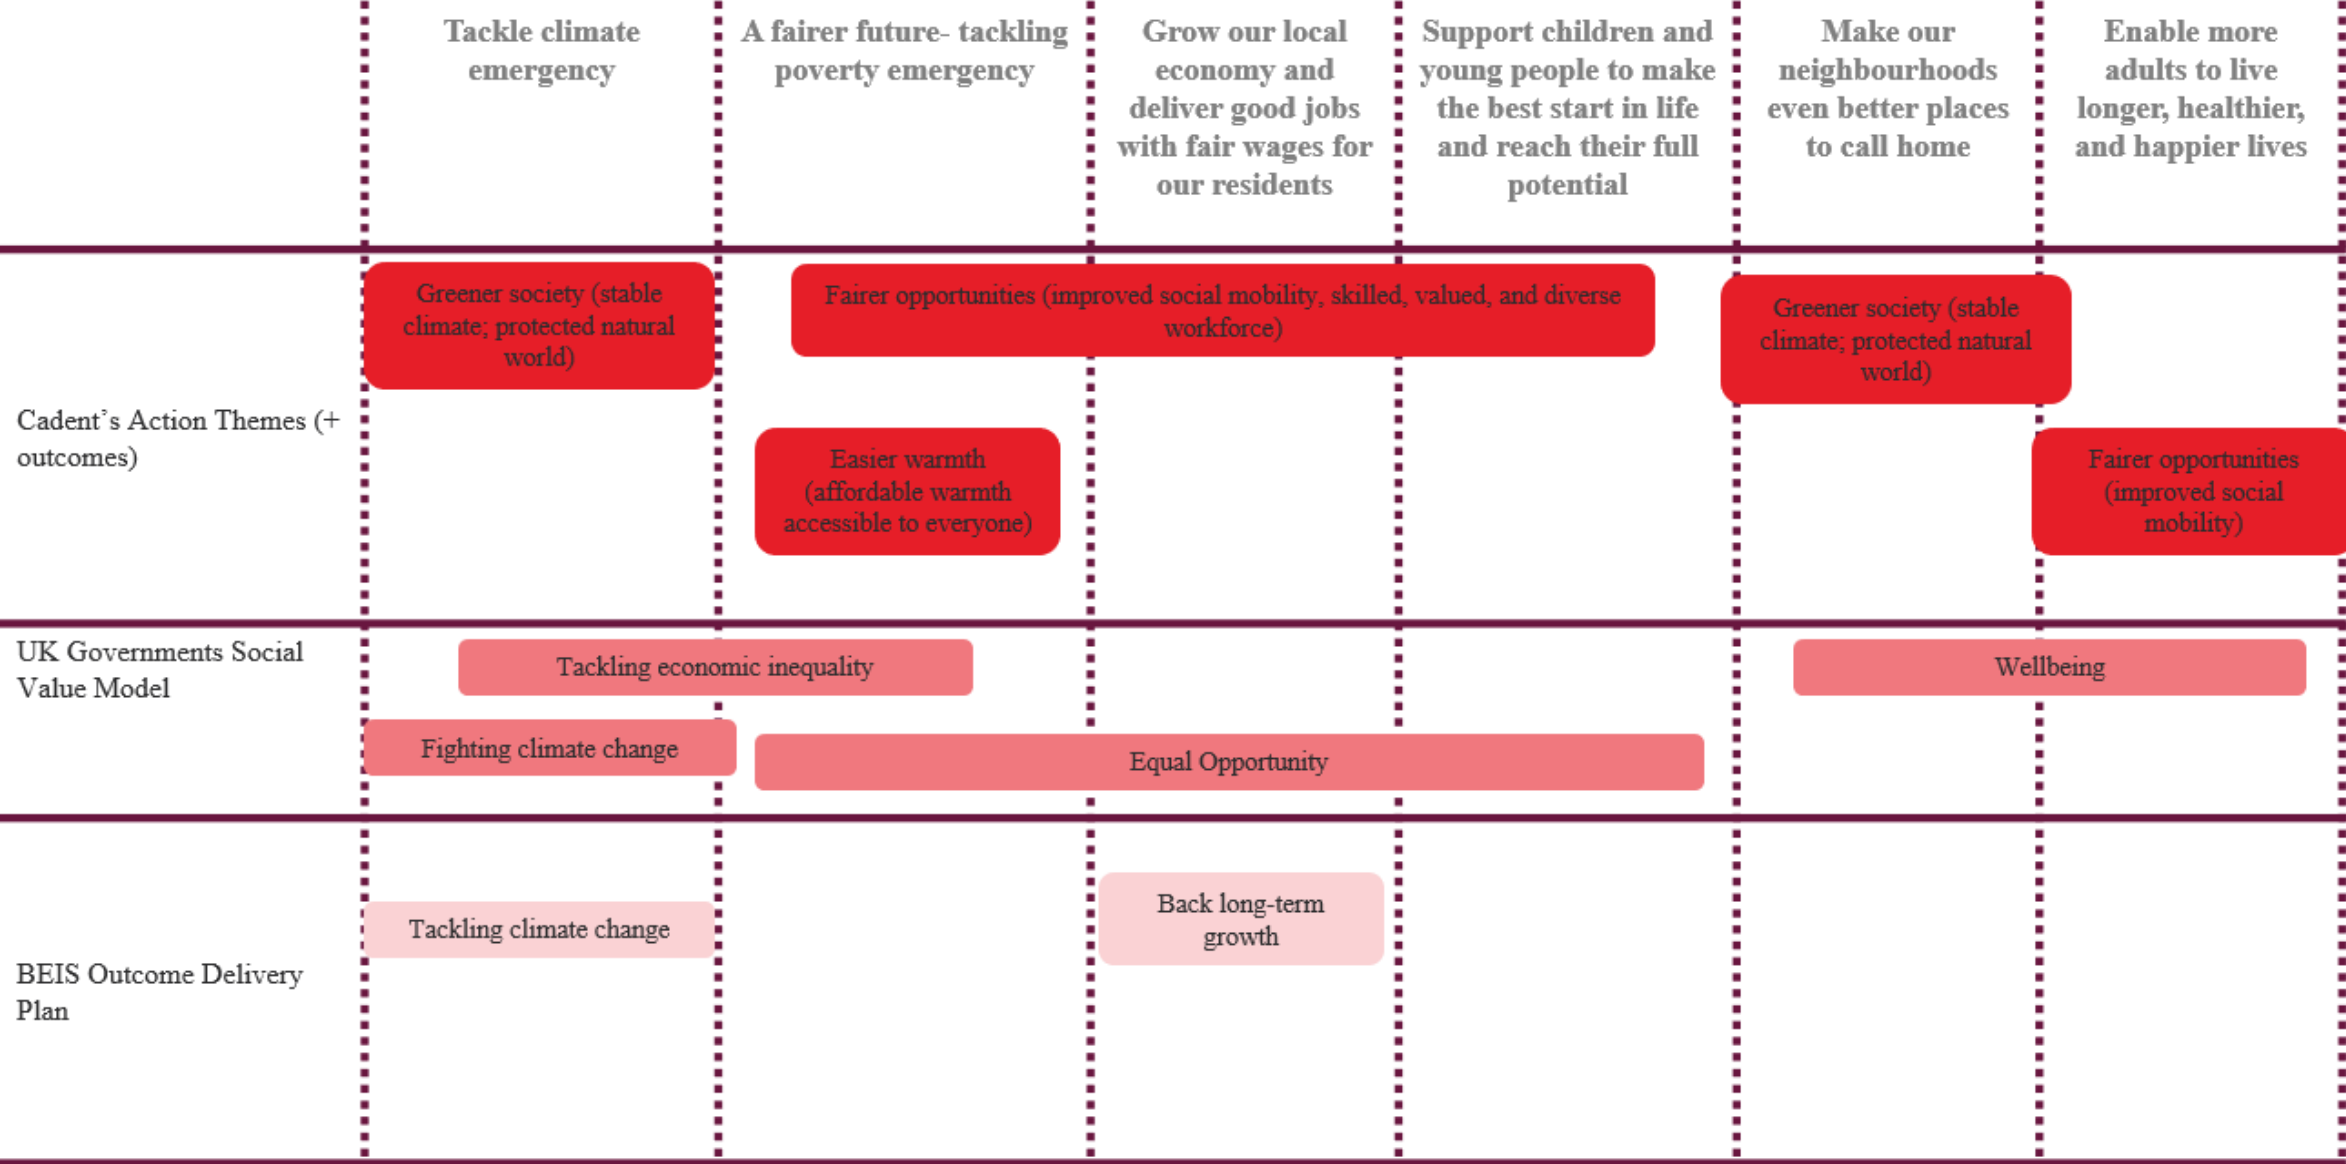 Tackle climate
emergency
A fairer future- tackling
poverty emergency
Grow our local
economy and
deliver good jobs
with fair wages for
our residents
Support children and
young people to make
the best start in life
and reach their full
potential
Make our
neighbourhoods
even better places
to call home
Enable more
adults to live
longer, healthier,
and happier lives
Cadent’s Action Themes (+
outcomes)
Greener society (stable
climate; protected natural
world)
Fairer opportunities (improved social mobility, skilled, valued, and diverse
workforce)
Easier warmth
(affordable warmth
accessible to everyone)
Greener society (stable
climate; protected natural
world)
Fairer opportunities
(improved social
mobility)
UK Governments Social
Value Model
Tackling economic inequality
Wellbeing
Fighting climate change
Equal Opportunity
BEIS Outcome Delivery
Plan
Tackling climate change
Back long-term
growth